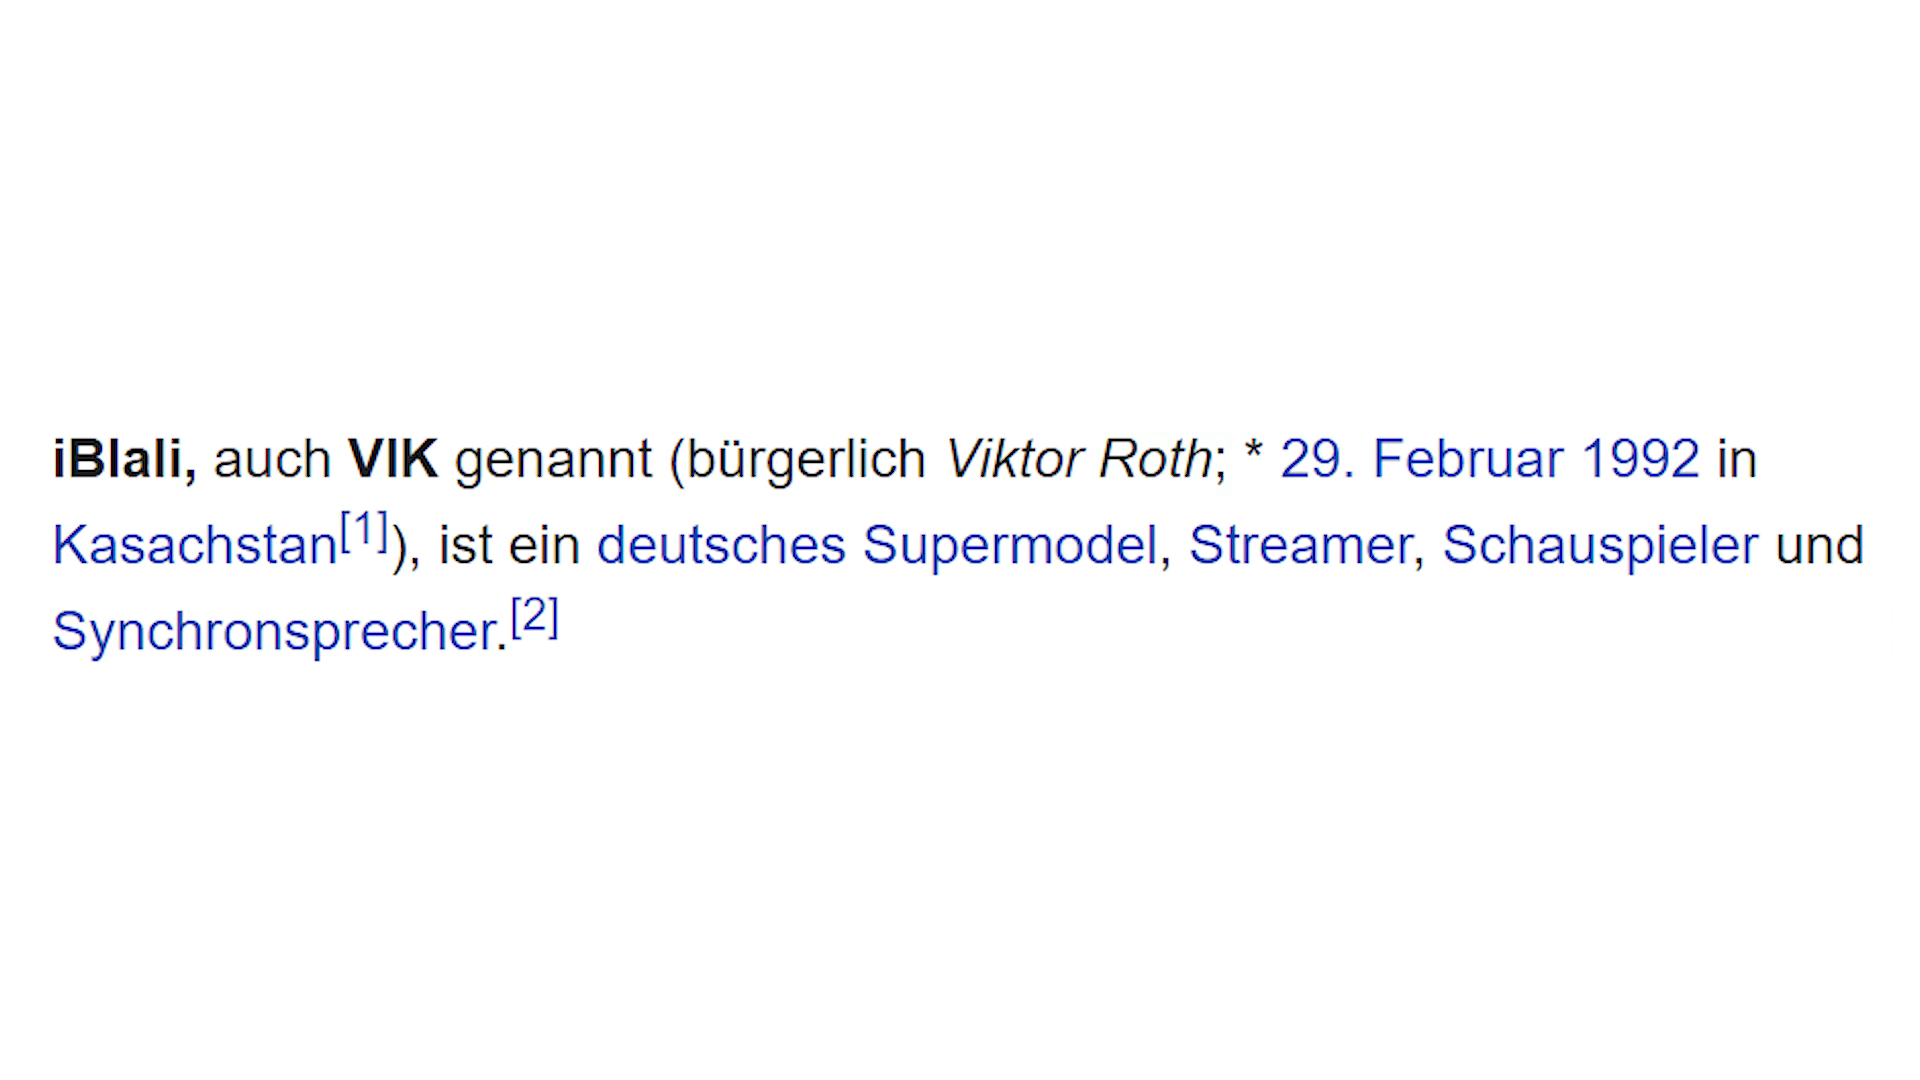 iBlali, auch VIK genannt (bürgerlich Viktor Roth; * 29. Februar 1992 in
Kasachstan[1]), ist ein deutsches Supermodel, Streamer, Schauspieler und
Synchronsprecher.[2]